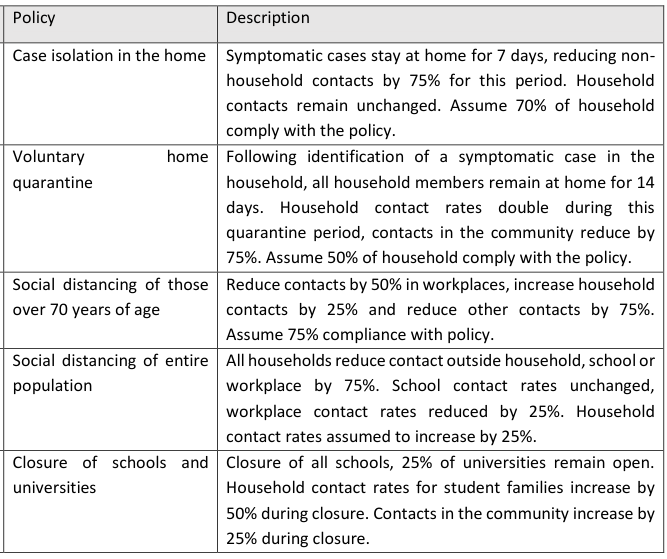 Policy
Description
Case isolation in the home
Symptomatic cases stay at home for 7 days, reducing non-
household contacts by 75% for this period. Household
contacts remain unchanged. Assume 70% of household
comply with the policy.
Voluntary home
quarantine
Following identification of a symptomatic case in the
household, all household members remain at home for 14
days. Household contact rates double during this
quarantine period, contacts in the community reduce by
75%. Assume 50% of household comply with the policy.
Social distancing of those
over 70 years of age
Reduce contacts by 50% in workplaces, increase household
contacts by 25% and reduce other contacts by 75%.
Assume 75% compliance with policy.
Social distancing of entire
population
All households reduce contact outside household, school or
workplace by 75%. School contact rates unchanged,
workplace contact rates reduced by 25%. Household
contact rates assumed to increase by 25%.
Closure of schools and
universities
Closure of all schools, 25% of universities remain open.
Household contact rates for student families increase by
50% during closure. Contacts in the community increase by
25% during closure.